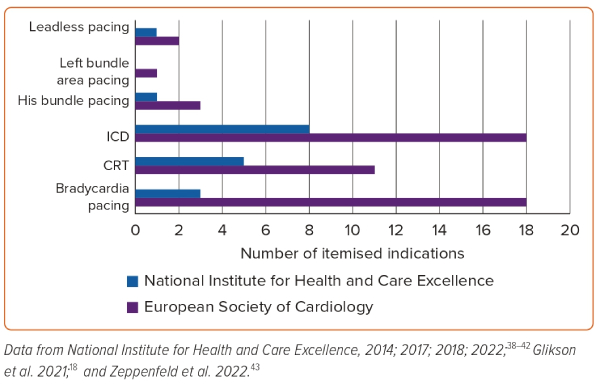 Leadless pacing
Left bundle
area pacing
His bundle pacing
ICD
CRT
Bradycardia
pacing
0 2 4 6 8 10 12 14 16 18 20
Number of itemised indications
National Institute for Health and Care Excellence
European Society of Cardiology
Data from National Institute for Health and Care Excellence, 2014; 2017; 2018; 2022;38–42 Glikson
et al. 2021;18 and Zeppenfeld et al. 2022.43